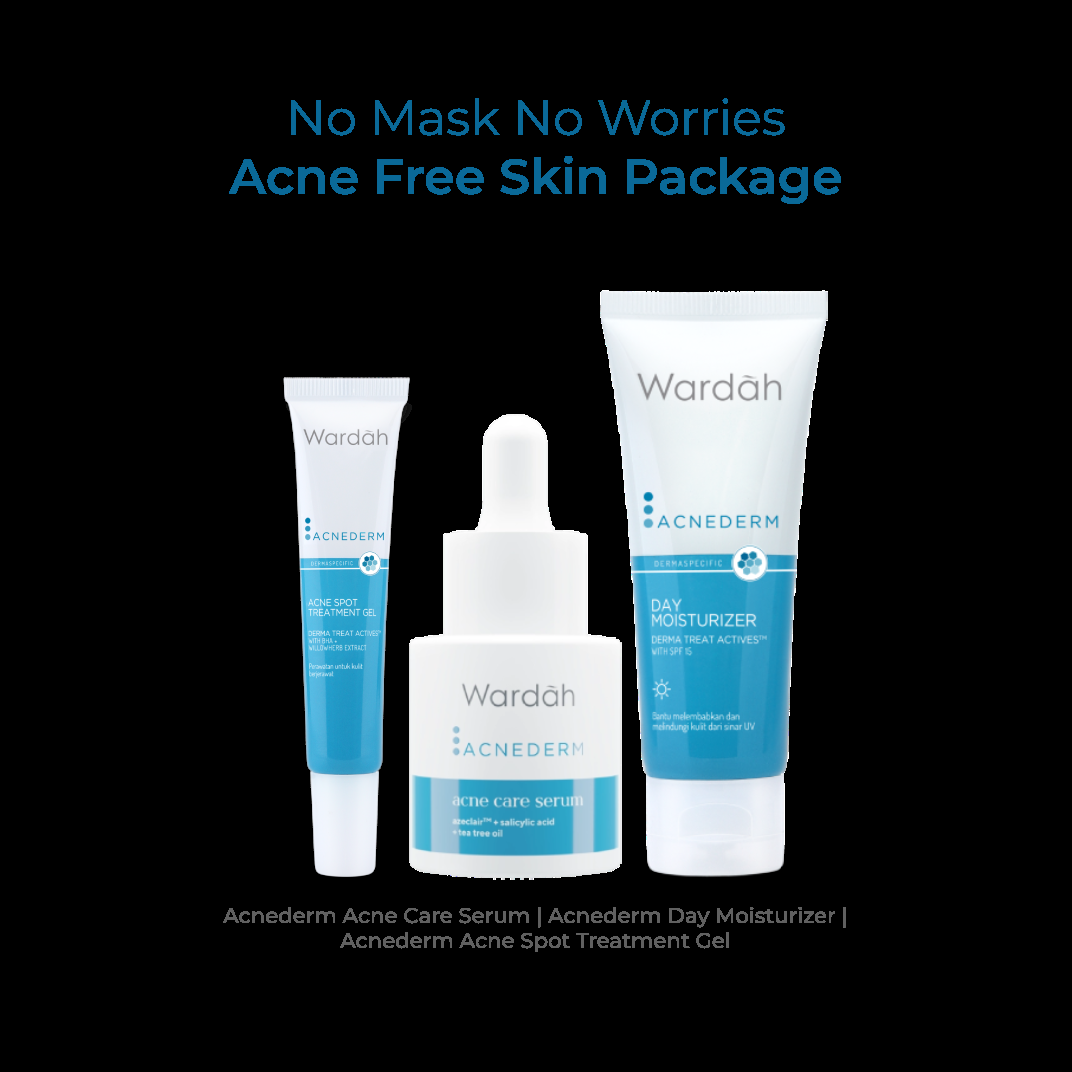 No Mask No Worries
Acne Free Skin Package
Wardāh
ACNEDERM
DERMASPECIFIC
ACNE SPOT
TREATMENT GEL
DERMA TREAT ACTIVES™
WITH BHA +
WILLOWHERB EXTRACT
Perawatan untuk kulit
berjerawat
Wardāh
ACNEDERM
acne care serum
azeclair™ + salicylic acid
+ tea tree oil
Wardāh
ACNEDERM
DERMASPECIFIC
DAY
MOISTURIZER
DERMA TREAT ACTIVES™
WITH SPF 15
Bantu melembabkan dan
melindungi kulit dari sinar UV
Acnederm Acne Care Serum | Acnederm Day Moisturizer |
Acnederm Acne Spot Treatment Gel